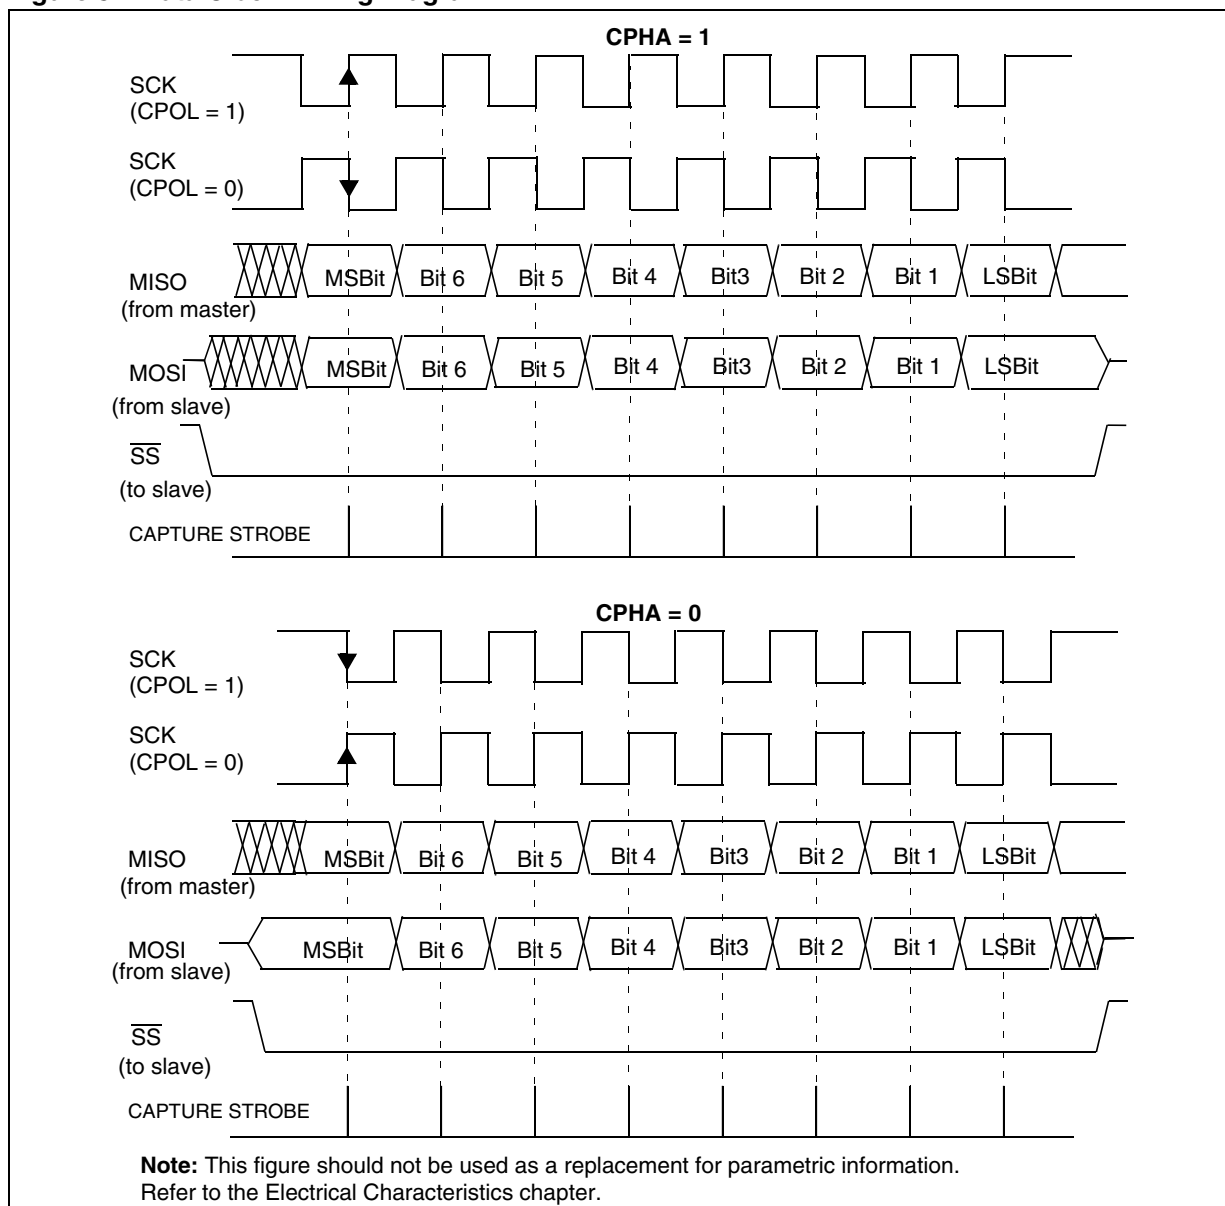 CPHA = 1
SCK
(CPOL = 1)
SCK
(CPOL = 0)
MISO
(from master)
MSBit Bit 6 Bit 5 Bit 4 Bit3 Bit 2 Bit 1 LSBit
MOSI
(from slave)
MSBit Bit 6 Bit 5 Bit 4 Bit3 Bit 2 Bit 1 LSBit
SS
(to slave)
CAPTURE STROBE
CPHA = 0
SCK
(CPOL = 1)
SCK
(CPOL = 0)
MISO
(from master)
MSBit Bit 6 Bit 5 Bit 4 Bit3 Bit 2 Bit 1 LSBit
MOSI
(from slave)
MSBit Bit 6 Bit 5 Bit 4 Bit3 Bit 2 Bit 1 LSBit
SS
(to slave)
CAPTURE STROBE
Note: This figure should not be used as a replacement for parametric information.
Refer to the Electrical Characteristics chapter.